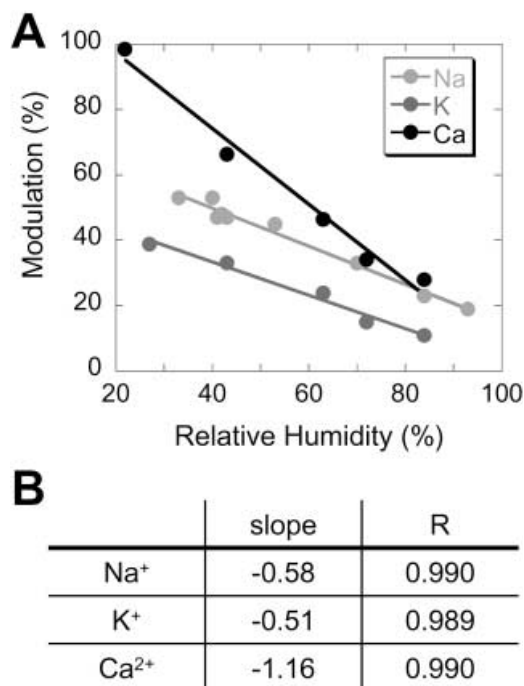 A
100
80
60
40
20
0
Modulation (%)
Na
K
Ca
20 40 60 80 100
Relative Humidity (%)
B
slope R
Na⁺ -0.58 0.990
K⁺ -0.51 0.989
Ca²⁺ -1.16 0.990